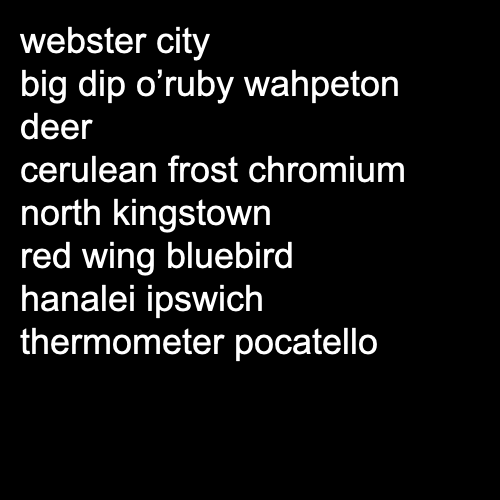 webster city
big dip o’ruby wahpeton
deer
cerulean frost chromium
north kingstown
red wing bluebird
hanalei ipswich
thermometer pocatello